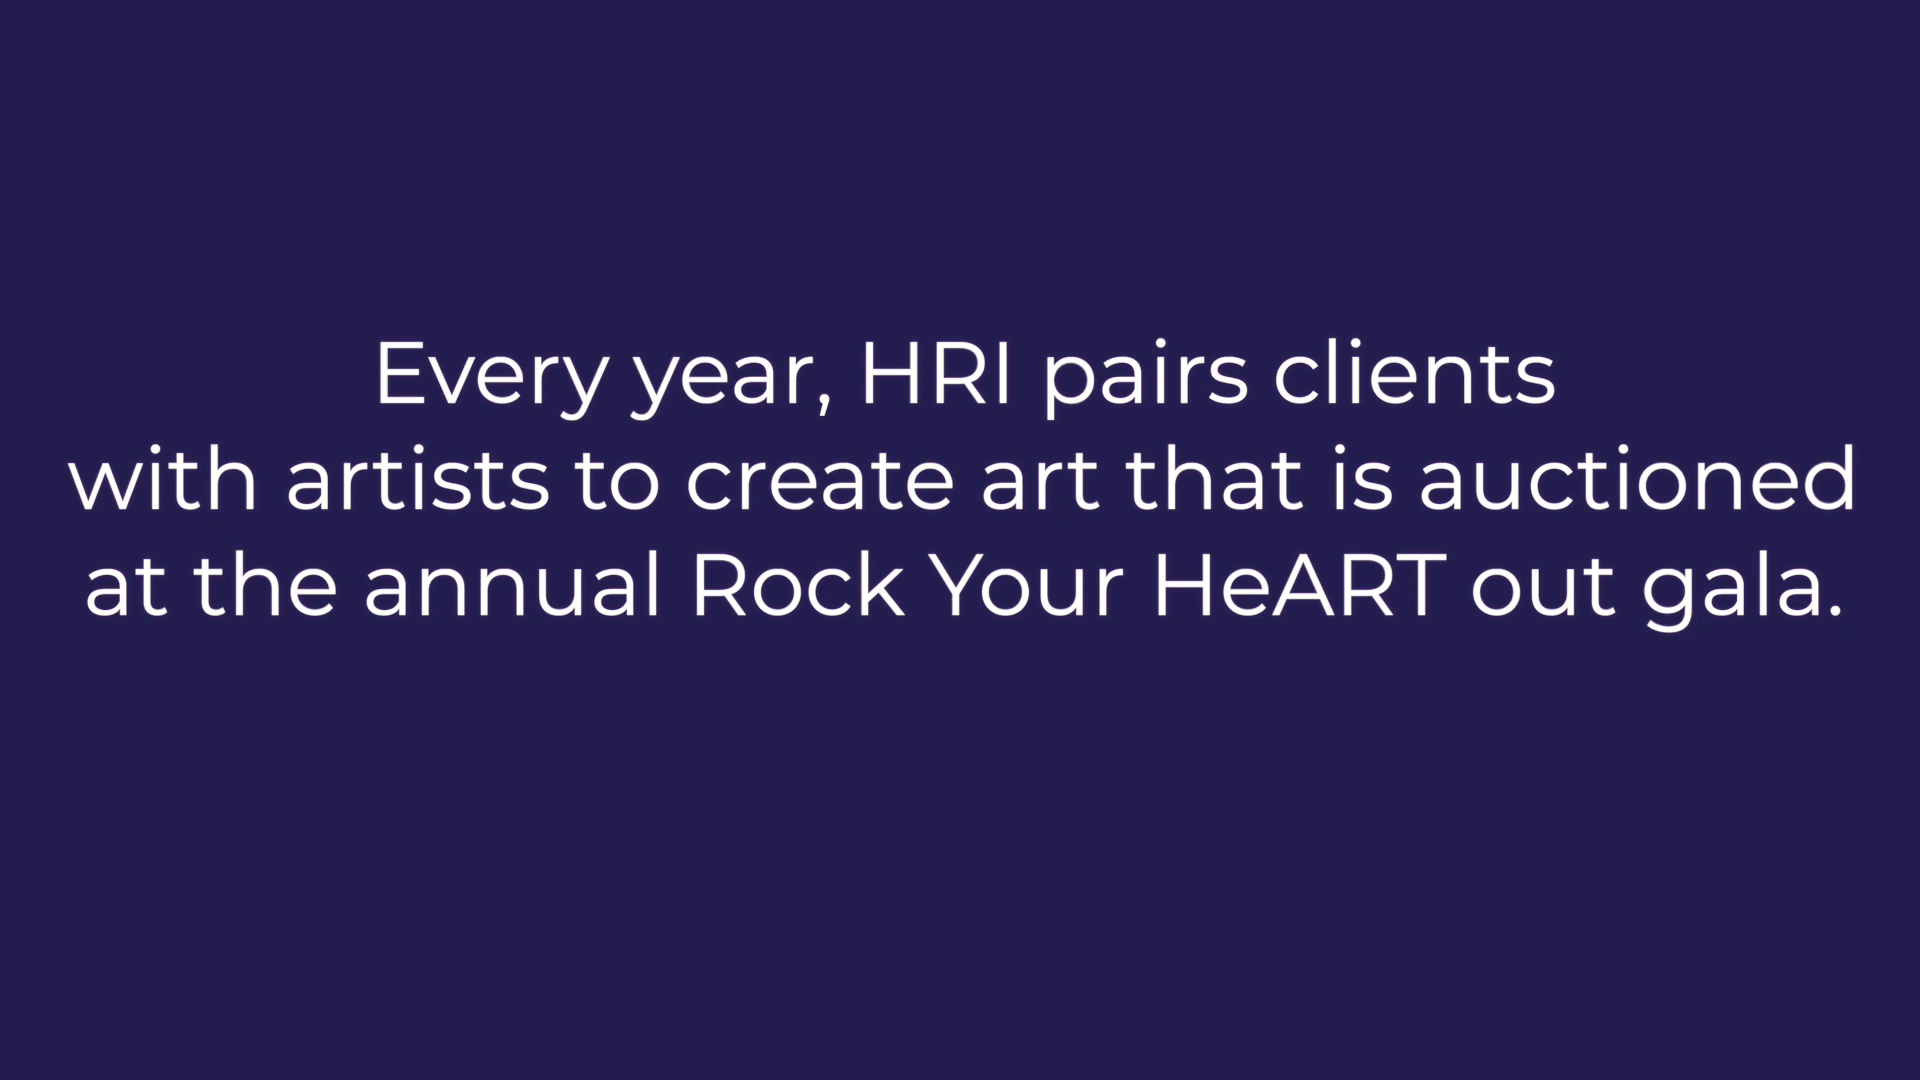 Every year, HRI pairs clients
with artists to create art that is auctioned
at the annual Rock Your HeART out gala.